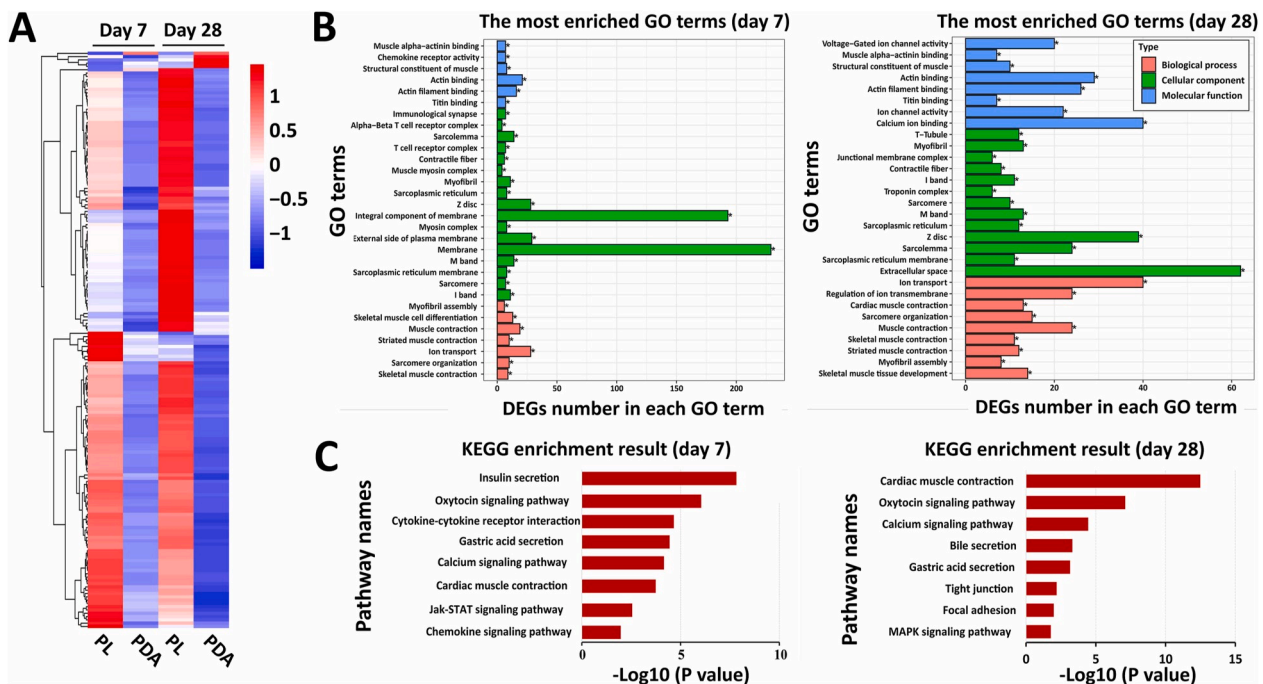 A
Day 7
Day 28
1
0.5
0
−0.5
−1
PL
PDA
PL
PDA
B
The most enriched GO terms (day 7)
GO terms
Muscle alpha−actinin binding
Chemokine receptor activity
Structural constituent of muscle
Actin binding
Actin filament binding
Titin binding
Immunological synapse
Alpha−Beta T cell receptor complex
Sarcolemma
T cell receptor complex
Contractile fiber
Muscle myosin complex
Myofibril
Sarcoplasmic reticulum
Z disc
Integral component of membrane
Myosin complex
External side of plasma membrane
Membrane
M band
Sarcoplasmic reticulum membrane
Sarcomere
I band
Myofibril assembly
Skeletal muscle cell differentiation
Muscle contraction
Striated muscle contraction
Ion transport
Sarcomere organization
Skeletal muscle contraction
0
50
100
150
200
DEGs number in each GO term
The most enriched GO terms (day 28)
GO terms
Voltage−Gated ion channel activity
Muscle alpha−actinin binding
Structural constituent of muscle
Actin binding
Actin filament binding
Titin binding
Ion channel activity
Calcium ion binding
T−Tubule
Myofibril
Junctional membrane complex
Contractile fiber
I band
Troponin complex
Sarcomere
M band
Sarcoplasmic reticulum
Z disc
Sarcolemma
Sarcoplasmic reticulum membrane
Extracellular space
Ion transport
Regulation of ion transmembrane
Cardiac muscle contraction
Sarcomere organization
Muscle contraction
Skeletal muscle contraction
Striated muscle contraction
Myofibril assembly
Skeletal muscle tissue development
0
20
40
60
DEGs number in each GO term
Type
Biological process
Cellular component
Molecular function
C
KEGG enrichment result (day 7)
Pathway names
Insulin secretion
Oxytocin signaling pathway
Cytokine-cytokine receptor interaction
Gastric acid secretion
Calcium signaling pathway
Cardiac muscle contraction
Jak-STAT signaling pathway
Chemokine signaling pathway
0
5
10
-Log10 (P value)
KEGG enrichment result (day 28)
Pathway names
Cardiac muscle contraction
Oxytocin signaling pathway
Calcium signaling pathway
Bile secretion
Gastric acid secretion
Tight junction
Focal adhesion
MAPK signaling pathway
0
5
10
15
-Log10 (P value)